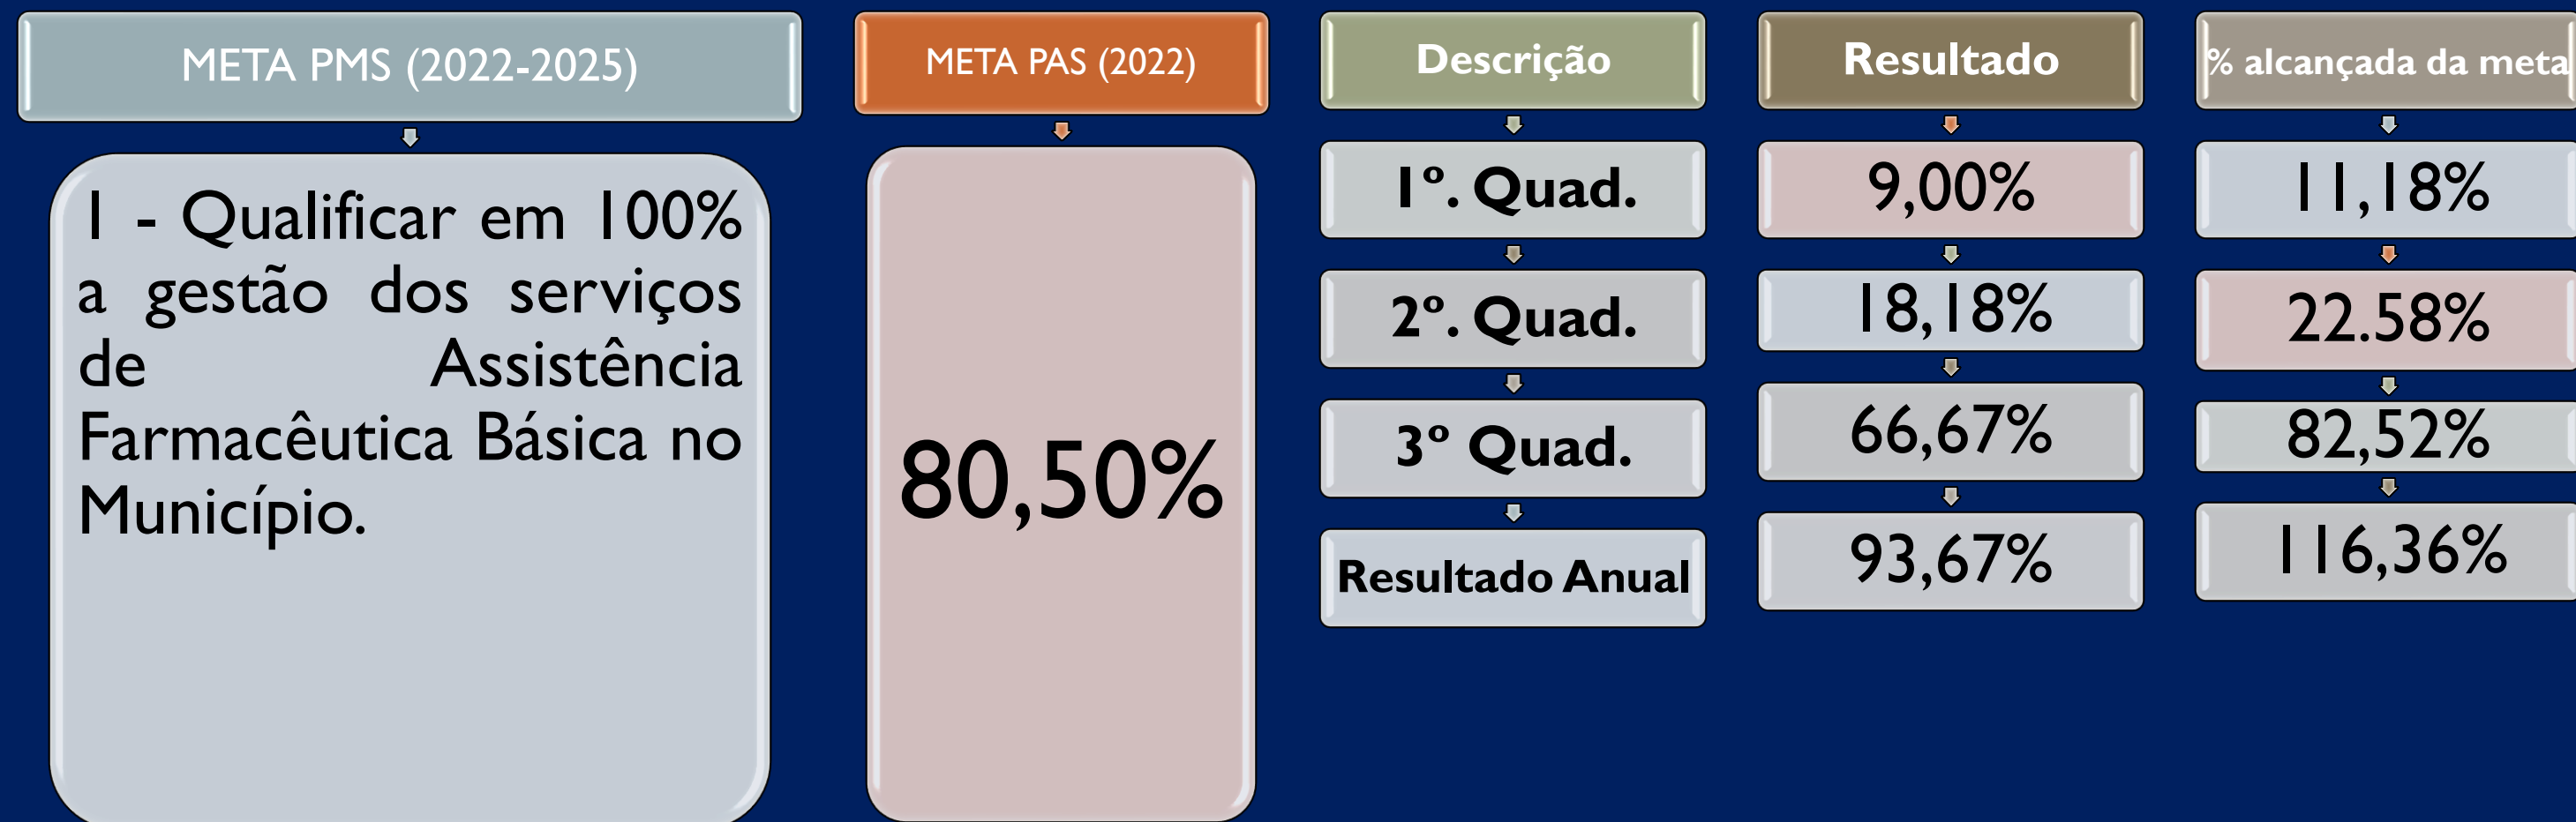 META PMS (2022-2025)
1 - Qualificar em 100%
a gestão dos serviços
de Assistência
Farmacêutica Básica no
Município.
META PAS (2022)
80,50%
Descrição
1º. Quad.
2º. Quad.
3º Quad.
Resultado Anual
Resultado
9,00%
18,18%
66,67%
93,67%
% alcançada da meta
11,18%
22.58%
82,52%
116,36%